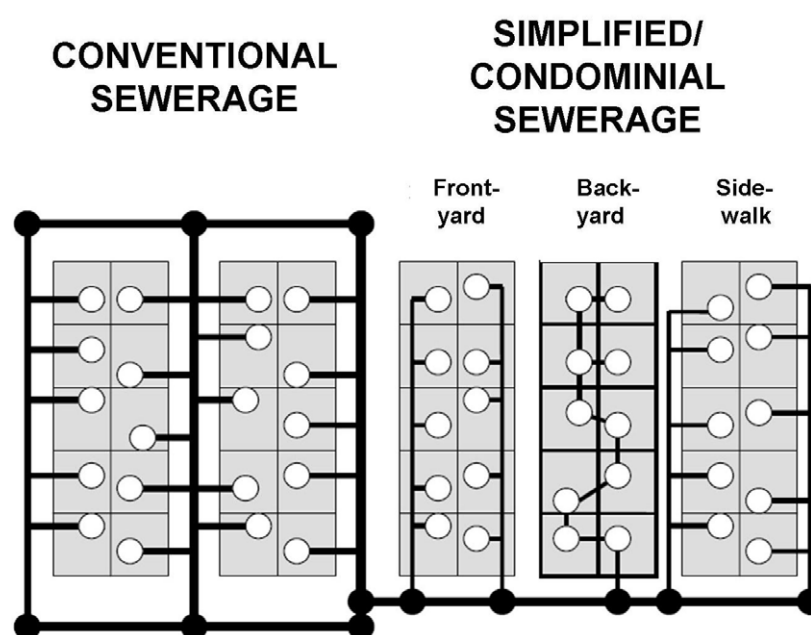 CONVENTIONAL
SEWERAGE
SIMPLIFIED/
CONDOMINIAL
SEWERAGE
Front-
yard
Back-
yard
Side-
walk